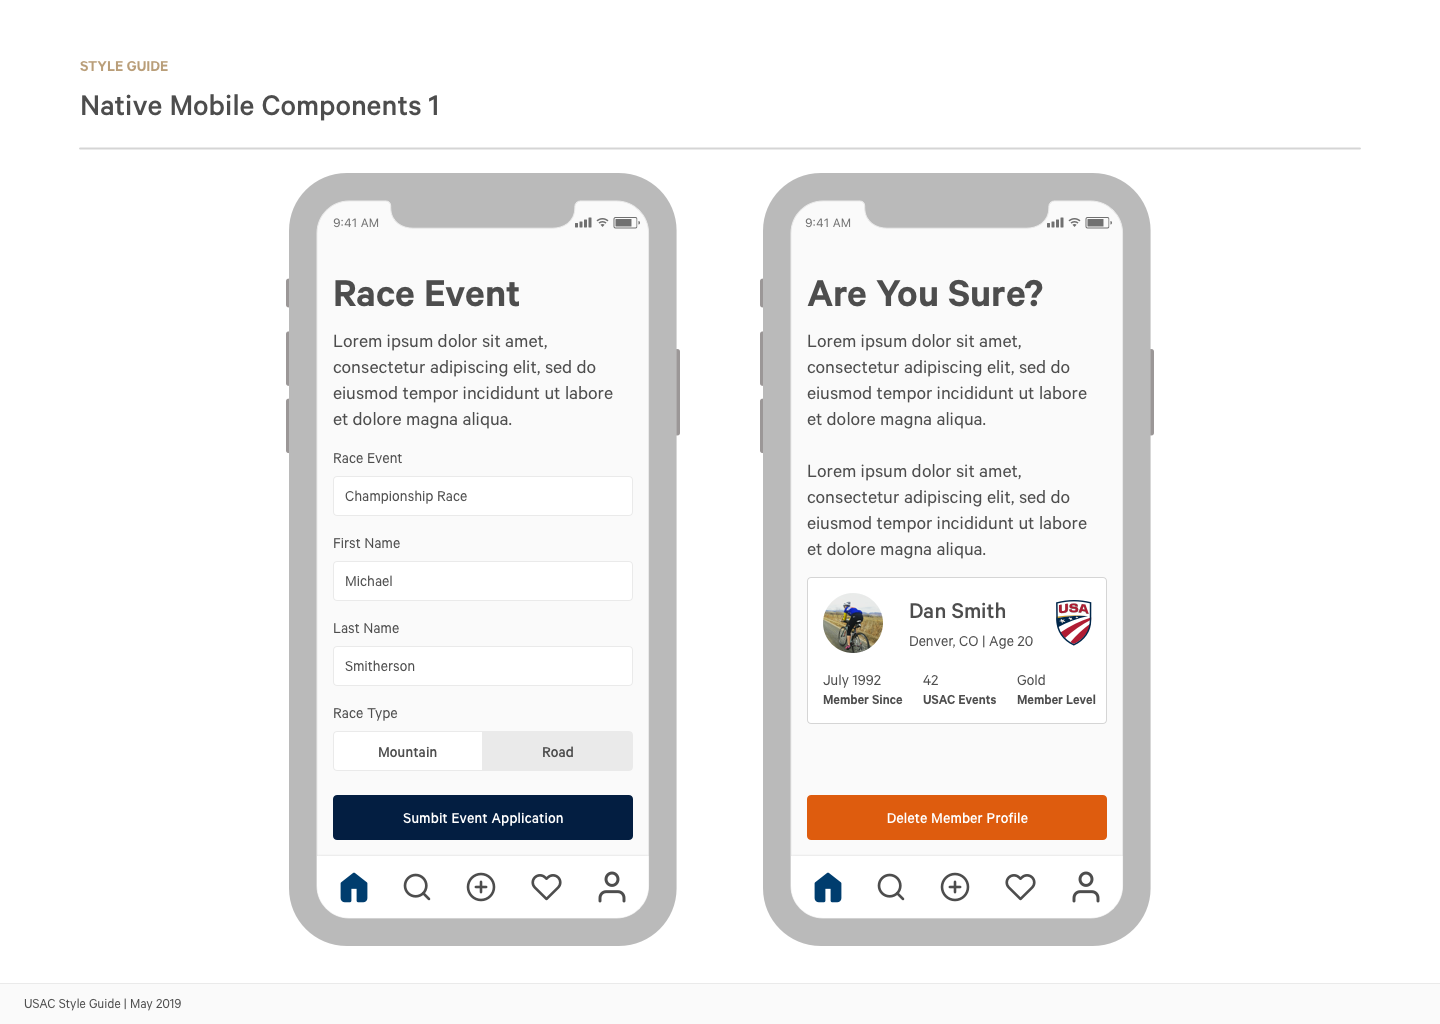 STYLE GUIDE
Native Mobile Components 1
9:41 AM
Race Event
Lorem ipsum dolor sit amet,
consectetur adipiscing elit, sed do
eiusmod tempor incididunt ut labore
et dolore magna aliqua.
Race Event
Championship Race
First Name
Michael
Last Name
Smitherson
Race Type
Mountain Road
Sumbit Event Application
9:41 AM
Are You Sure?
Lorem ipsum dolor sit amet,
consectetur adipiscing elit, sed do
eiusmod tempor incididunt ut labore
et dolore magna aliqua.
Lorem ipsum dolor sit amet,
consectetur adipiscing elit, sed do
eiusmod tempor incididunt ut labore
et dolore magna aliqua.
Dan Smith
USA
Denver, CO | Age 20
July 1992 42 Gold
Member Since USAC Events Member Level
Delete Member Profile
USAC Style Guide | May 2019